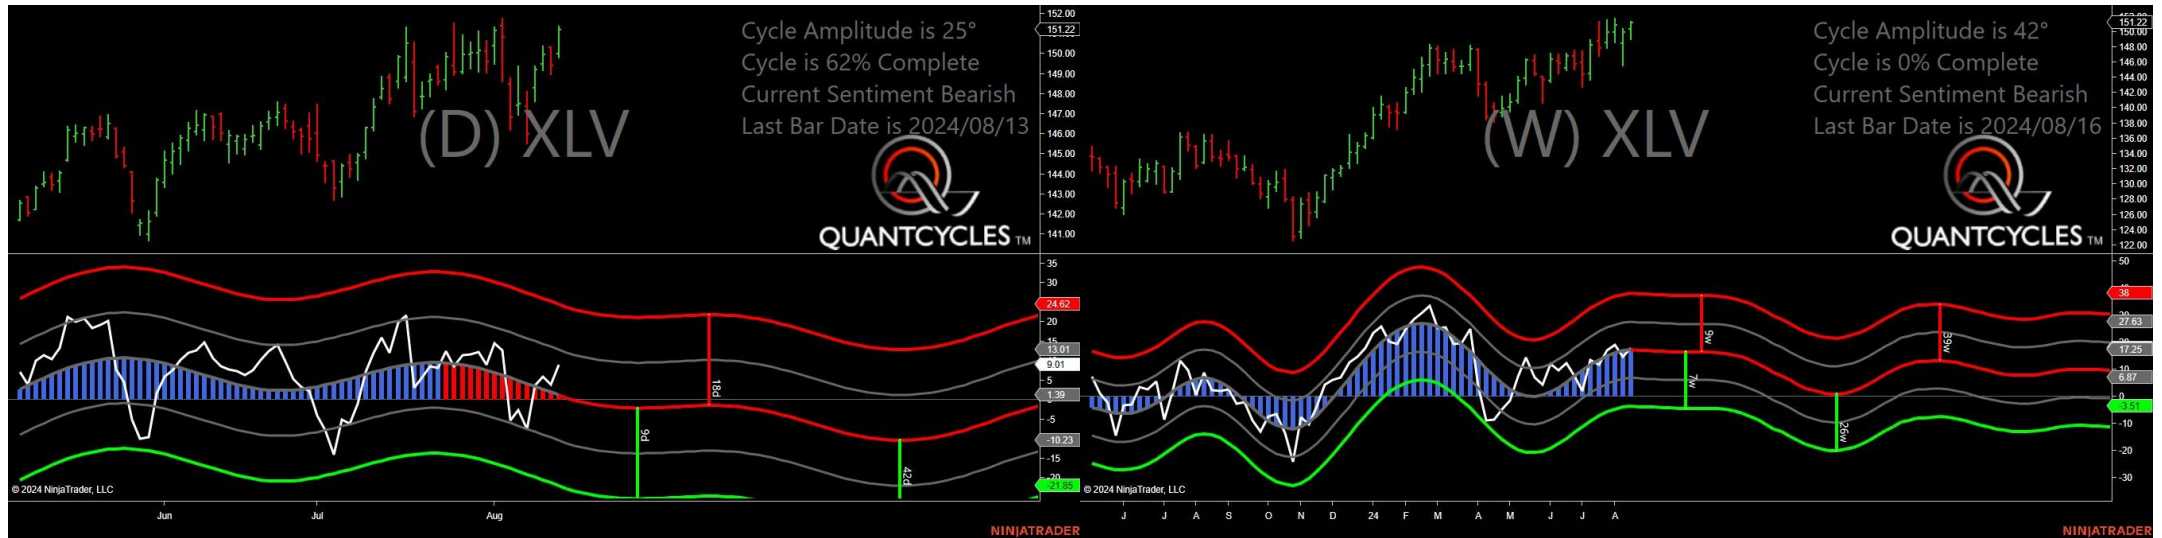 Cycle Amplitude is 25°
Cycle is 62% Complete
Current Sentiment Bearish
Last Bar Date is 2024/08/13
(D) XLV
QUANTCYCLES TM
152.00
151.22
150.00
149.00
148.00
147.00
146.00
145.00
144.00
143.00
142.00
141.00
35
30
24.62
20
15
13.01
9.01
5
1.39
-5
-10.23
-15
-21.85
18d
9d
42d
© 2024 NinjaTrader, LLC
Jun
Jul
Aug
NINJATRADER
Cycle Amplitude is 42°
Cycle is 0% Complete
Current Sentiment Bearish
Last Bar Date is 2024/08/16
(W) XLV
QUANTCYCLES TM
151.22
150.00
148.00
146.00
144.00
142.00
140.00
138.00
136.00
134.00
132.00
130.00
128.00
126.00
124.00
122.00
50
38
27.63
17.25
10
6.87
0
-3.51
-10
-20
-30
9w
7w
39w
26w
© 2024 NinjaTrader, LLC
J J A S O N D 24 F M A M J J A
NINJATRADER